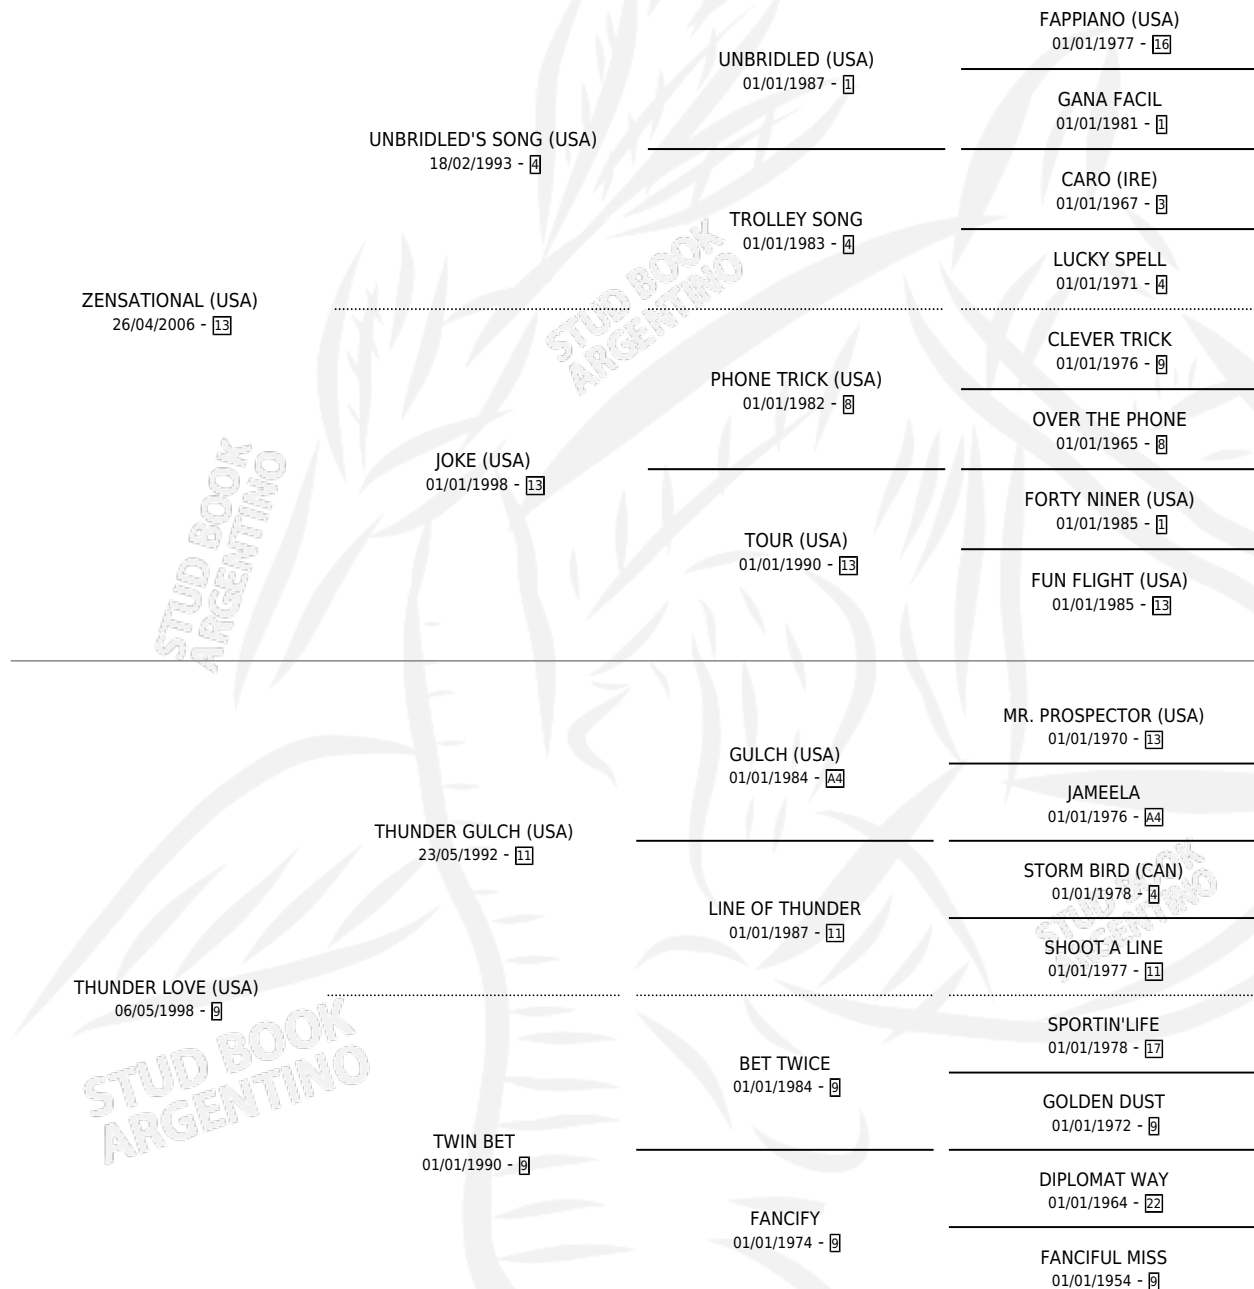 FAPPIANO (USA)
01/01/1977 - 16
UNBRIDLED (USA)
01/01/1987 - 1
GANA FACIL
01/01/1981 - 1
UNBRIDLED'S SONG (USA)
18/02/1993 - 4
CARO (IRE)
01/01/1967 - 3
TROLLEY SONG
01/01/1983 - 4
LUCKY SPELL
01/01/1971 - 4
ZENSATIONAL (USA)
26/04/2006 - 13
CLEVER TRICK
01/01/1976 - 9
PHONE TRICK (USA)
01/01/1982 - 8
OVER THE PHONE
01/01/1965 - 8
JOKE (USA)
01/01/1998 - 13
FORTY NINER (USA)
01/01/1985 - 1
TOUR (USA)
01/01/1990 - 13
FUN FLIGHT (USA)
01/01/1985 - 13
MR. PROSPECTOR (USA)
01/01/1970 - 13
GULCH (USA)
01/01/1984 - A4
JAMEELA
01/01/1976 - A4
THUNDER GULCH (USA)
23/05/1992 - 11
STORM BIRD (CAN)
01/01/1978 - 4
LINE OF THUNDER
01/01/1987 - 11
SHOOT A LINE
01/01/1977 - 11
THUNDER LOVE (USA)
06/05/1998 - 9
SPORTIN'LIFE
01/01/1978 - 17
BET TWICE
01/01/1984 - 9
GOLDEN DUST
01/01/1972 - 9
TWIN BET
01/01/1990 - 9
DIPLOMAT WAY
01/01/1964 - 22
FANCIFY
01/01/1974 - 9
FANCIFUL MISS
01/01/1954 - 9
STUD BOOK
ARGENTINO
STUD BOOK
ARGENTINO
STUD BOOK
ARGENTINO
STUD BOOK
ARGENTINO